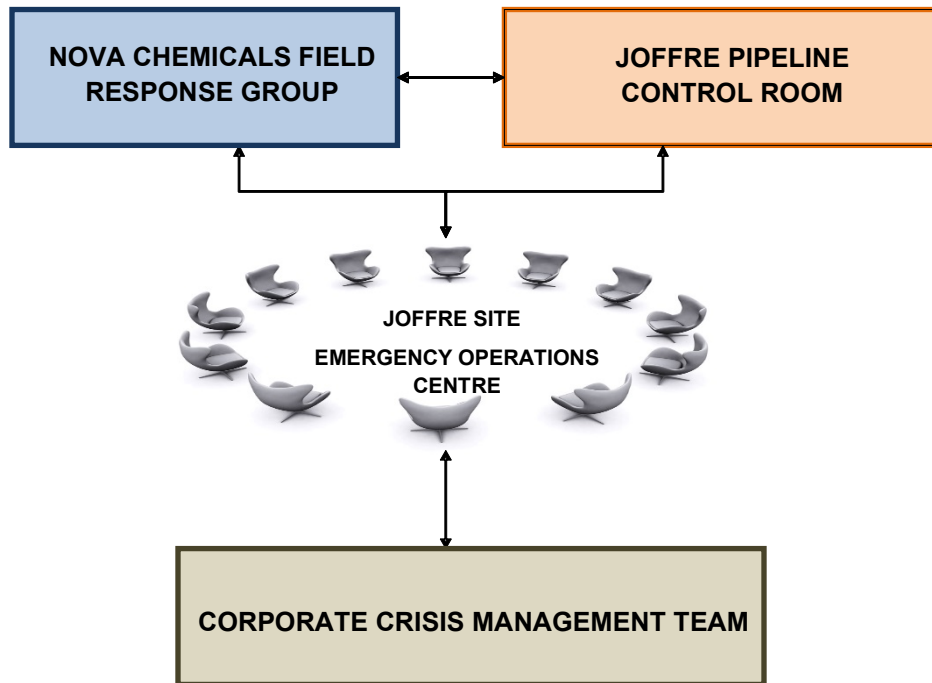 NOVA CHEMICALS FIELD
RESPONSE GROUP
JOFFRE PIPELINE
CONTROL ROOM
JOFFRE SITE
EMERGENCY OPERATIONS
CENTRE
CORPORATE CRISIS MANAGEMENT TEAM